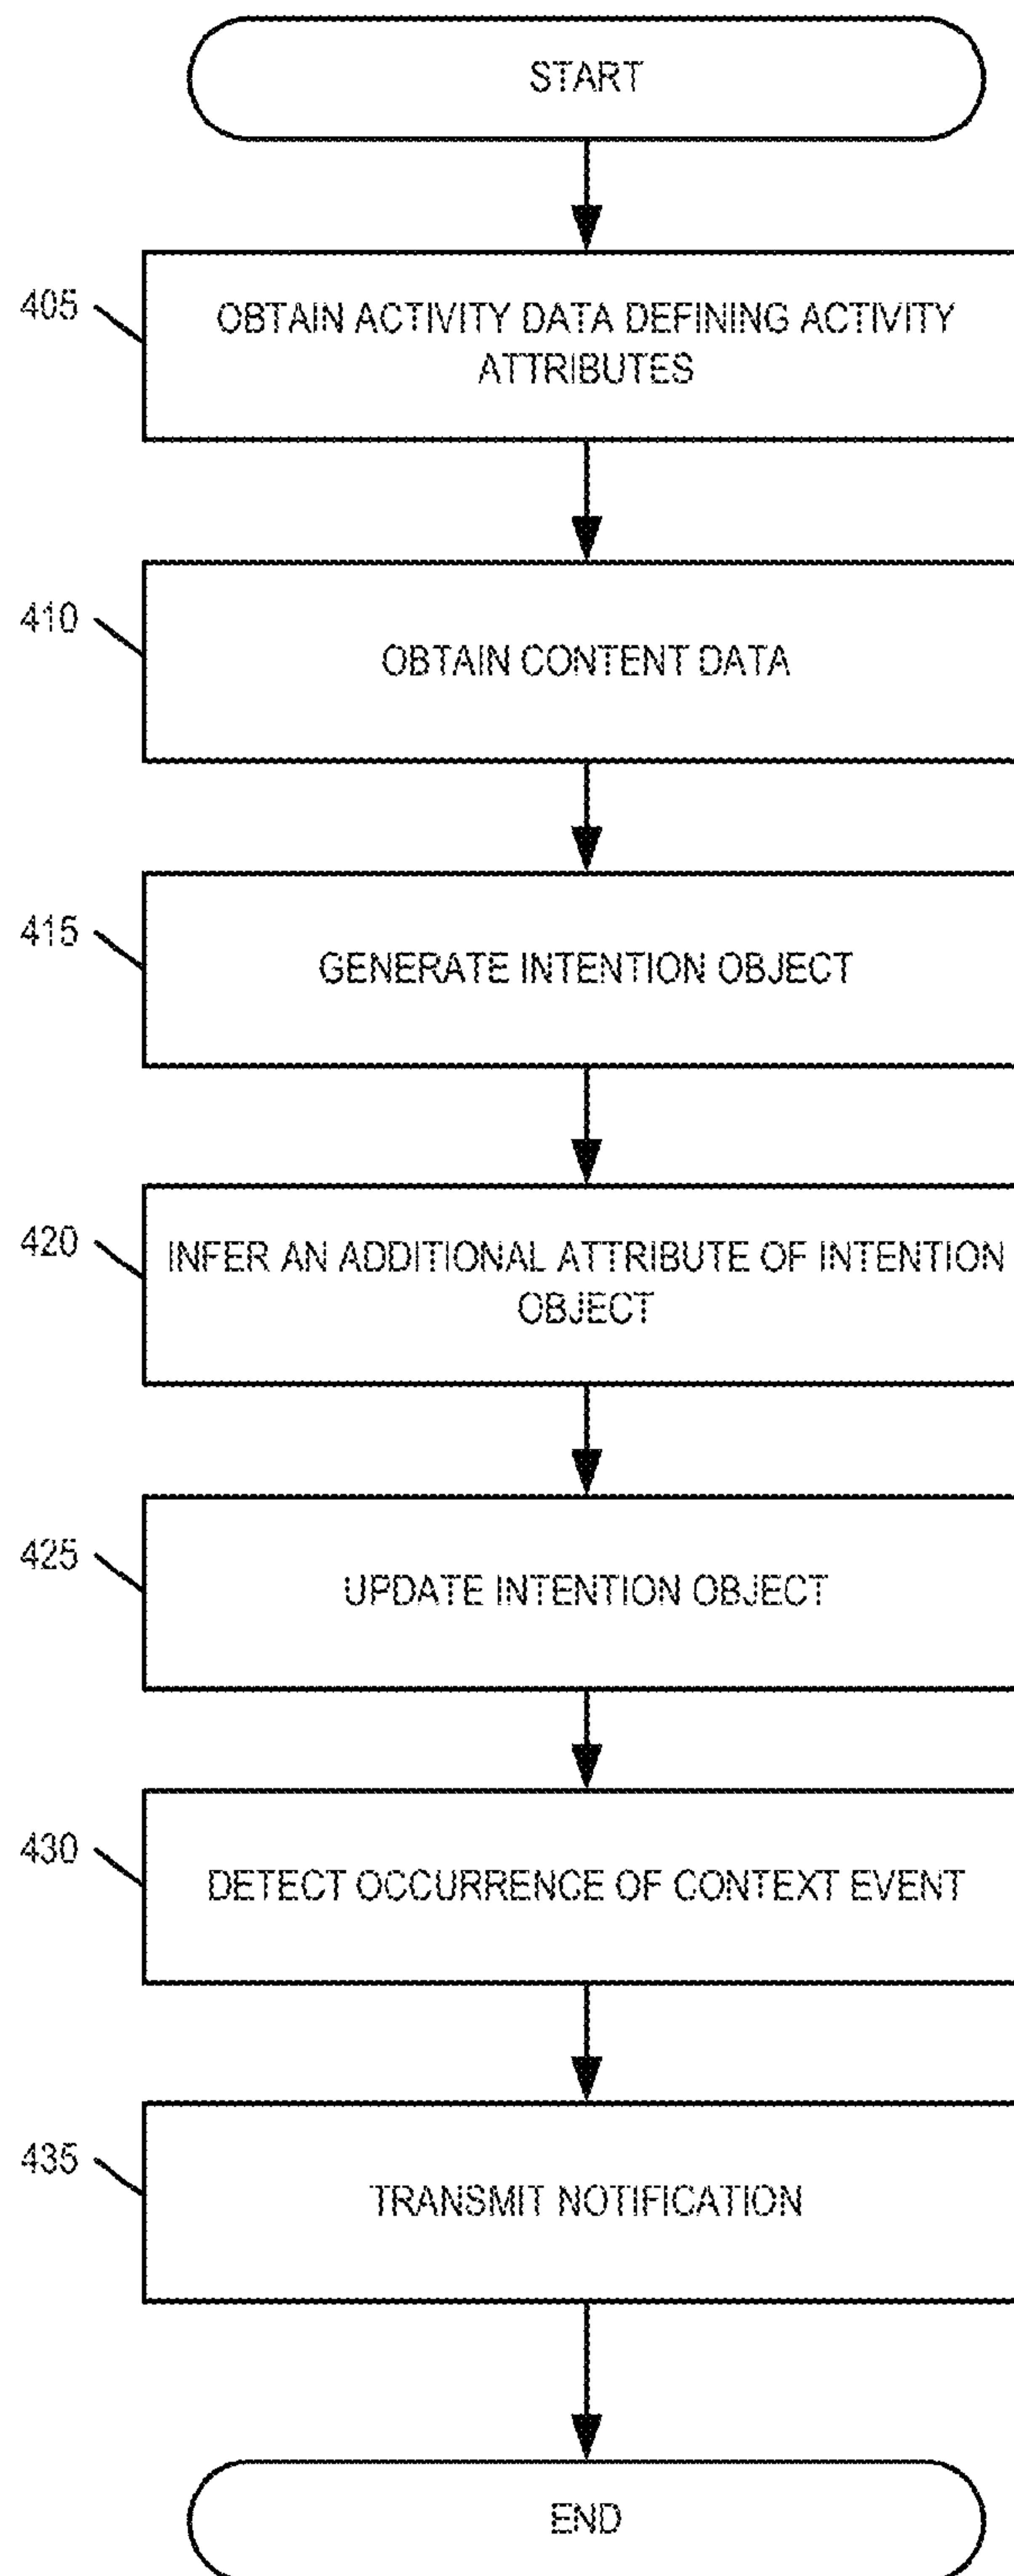 START
405
OBTAIN ACTIVITY DATA DEFINING ACTIVITY
ATTRIBUTES
410
OBTAIN CONTENT DATA
415
GENERATE INTENTION OBJECT
420
INFER AN ADDITIONAL ATTRIBUTE OF INTENTION
OBJECT
425
UPDATE INTENTION OBJECT
430
DETECT OCCURRENCE OF CONTEXT EVENT
435
TRANSMIT NOTIFICATION
END